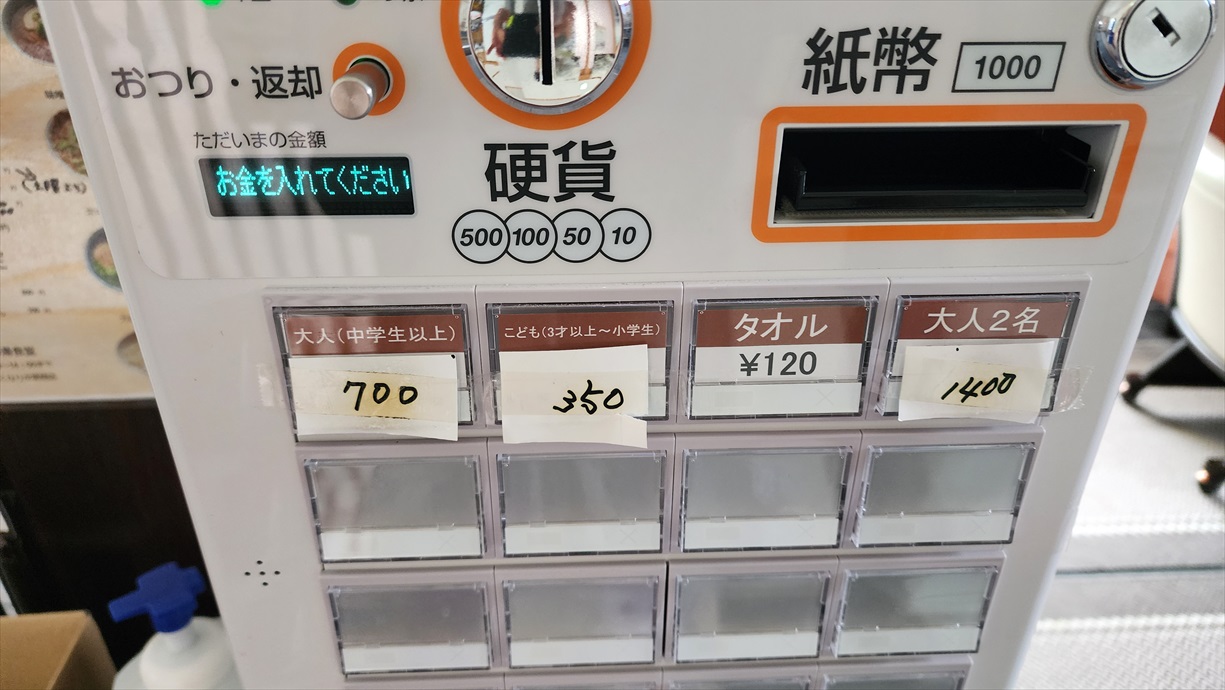 おつり・返却
紙幣 1000
ただいまの金額
お金を入れてください
硬貨
500 100 50 10
大人(中学生以上)
700
こども(3才以上～小学生)
350
タオル
¥120
大人2名
1400